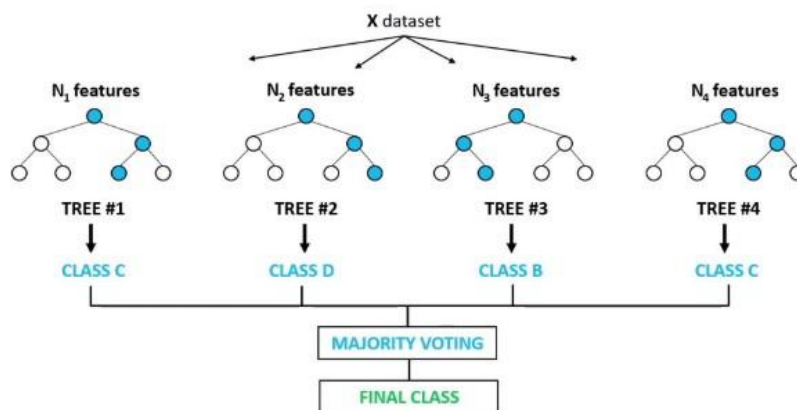 X dataset
N₁ features
N₂ features
N₃ features
N₄ features
TREE #1
TREE #2
TREE #3
TREE #4
CLASS C
CLASS D
CLASS B
CLASS C
MAJORITY VOTING
FINAL CLASS